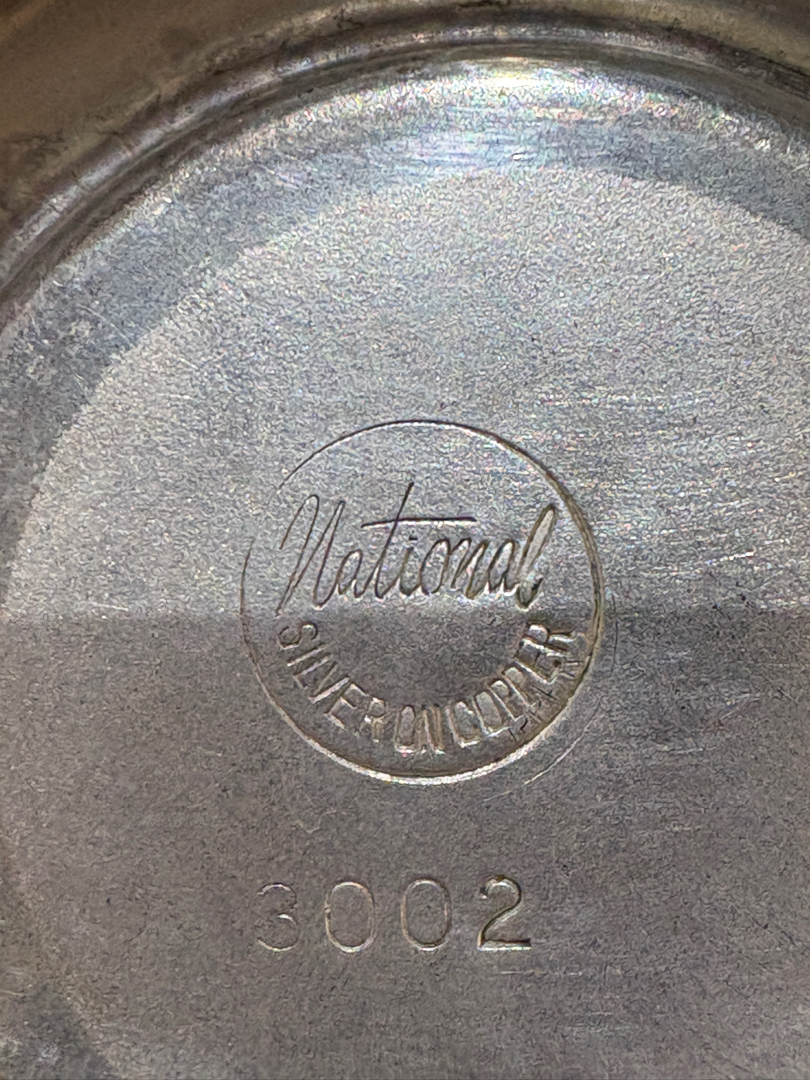 National
SILVER ON COPPER
3002